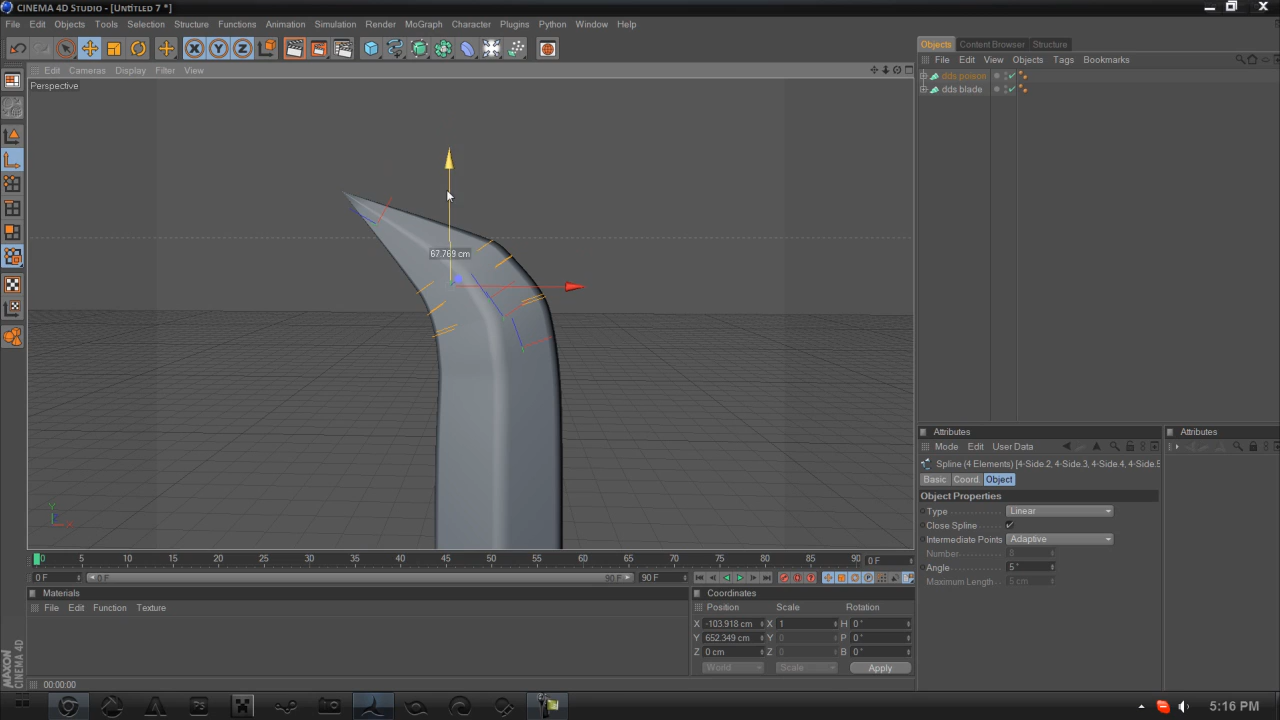 CINEMA 4D Studio - [Untitled 7 *]
File Edit Objects Tools Selection Structure Functions Animation Simulation Render MoGraph Character Plugins Python Window Help
Edit Cameras Display Filter View
Perspective
67.769 cm
Y
X
0 5 10 15 20 25 30 35 40 45 50 55 60 65 70 75 80 85 90 0 F
0 F 0 F 90 F 90 F
Materials
File Edit Function Texture
Coordinates
Position Scale Rotation
X -103.918 cm X 1 H 0 °
Y 652.349 cm Y 0 P 0 °
Z 0 cm Z 0 B 0 °
World Scale Apply
00:00:00
MAXON
CINEMA 4D
Objects Content Browser Structure
File Edit View Objects Tags Bookmarks
dds poison
dds blade
Attributes
Mode Edit User Data
Spline (4 Elements) [4-Side.2, 4-Side.3, 4-Side.4, 4-Side.5
Basic Coord. Object
Object Properties
Type Linear
Close Spline
Intermediate Points Adaptive
Number 8
Angle 5 °
Maximum Length 5 cm
Attributes
Ps
5:16 PM